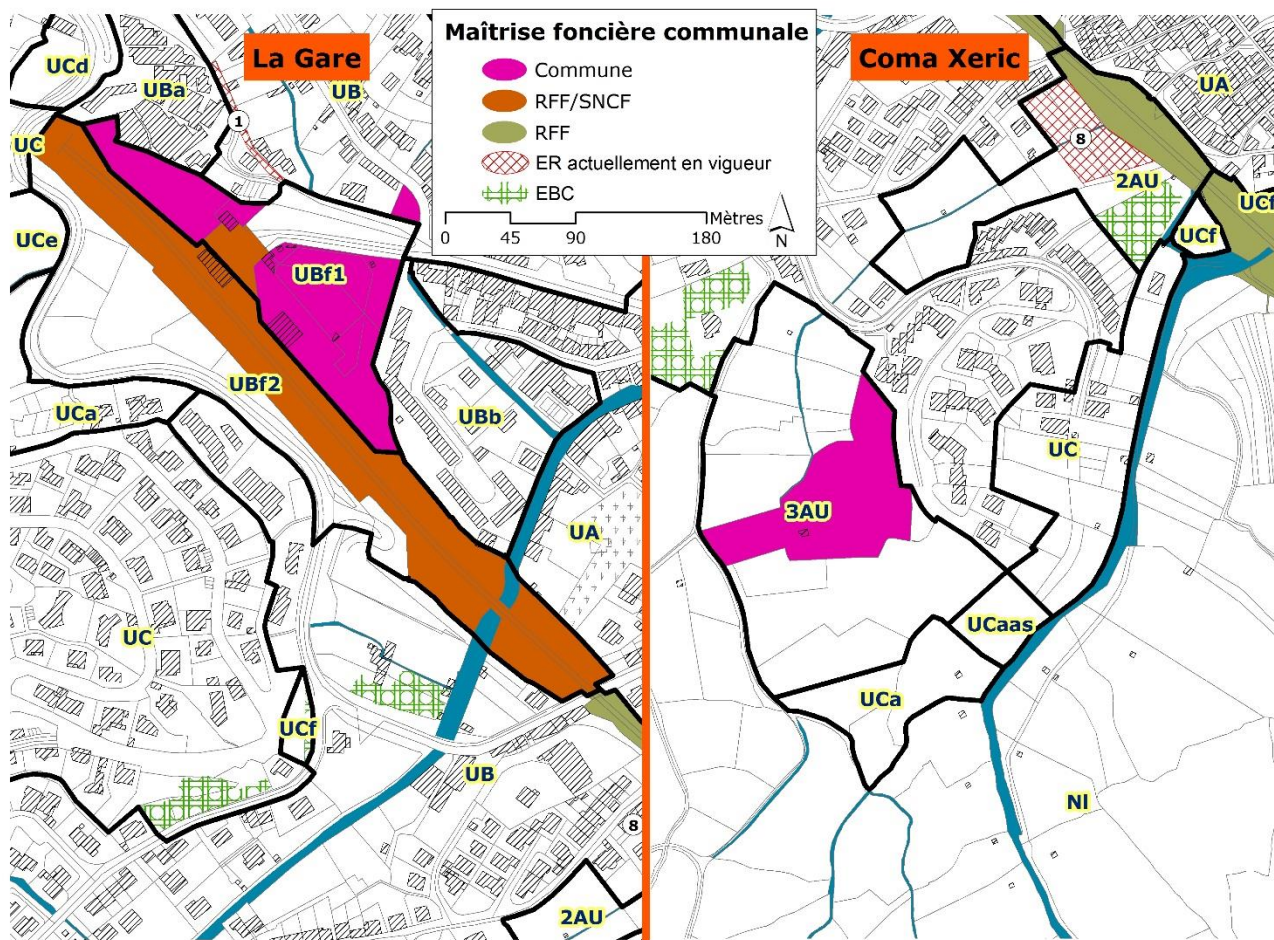 Maîtrise foncière communale
Commune
RFF/SNCF
RFF
ER actuellement en vigueur
EBC
Mètres
0 45 90 180
N
La Gare
UCd
UBa
UB
1
UC
UCe
UBf1
UBf2
UCa
UBb
UA
UC
UCf
UB
8
2AU
Coma Xeric
UA
8
2AU
UCf
UCf
UC
3AU
UCaas
UCa
Nl